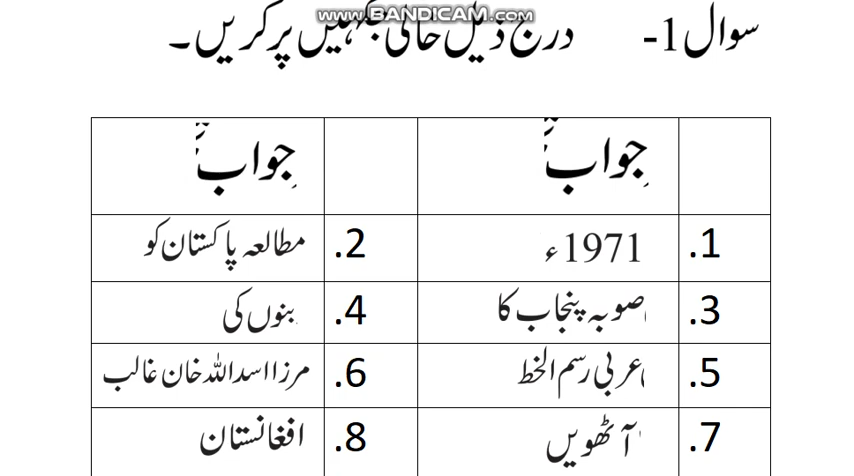 www.BANDICAM.com
سوال 1- درج ذیل خالی جگہیں پر کریں۔
جواب جواب
1. 1971ء 2. مطالعہ پاکستان کو
3. صوبہ پنجاب کا 4. بنوں کی
5. عربی رسم الخط 6. مرزا اسد اللہ خان غالب
7. آٹھویں 8. افغانستان